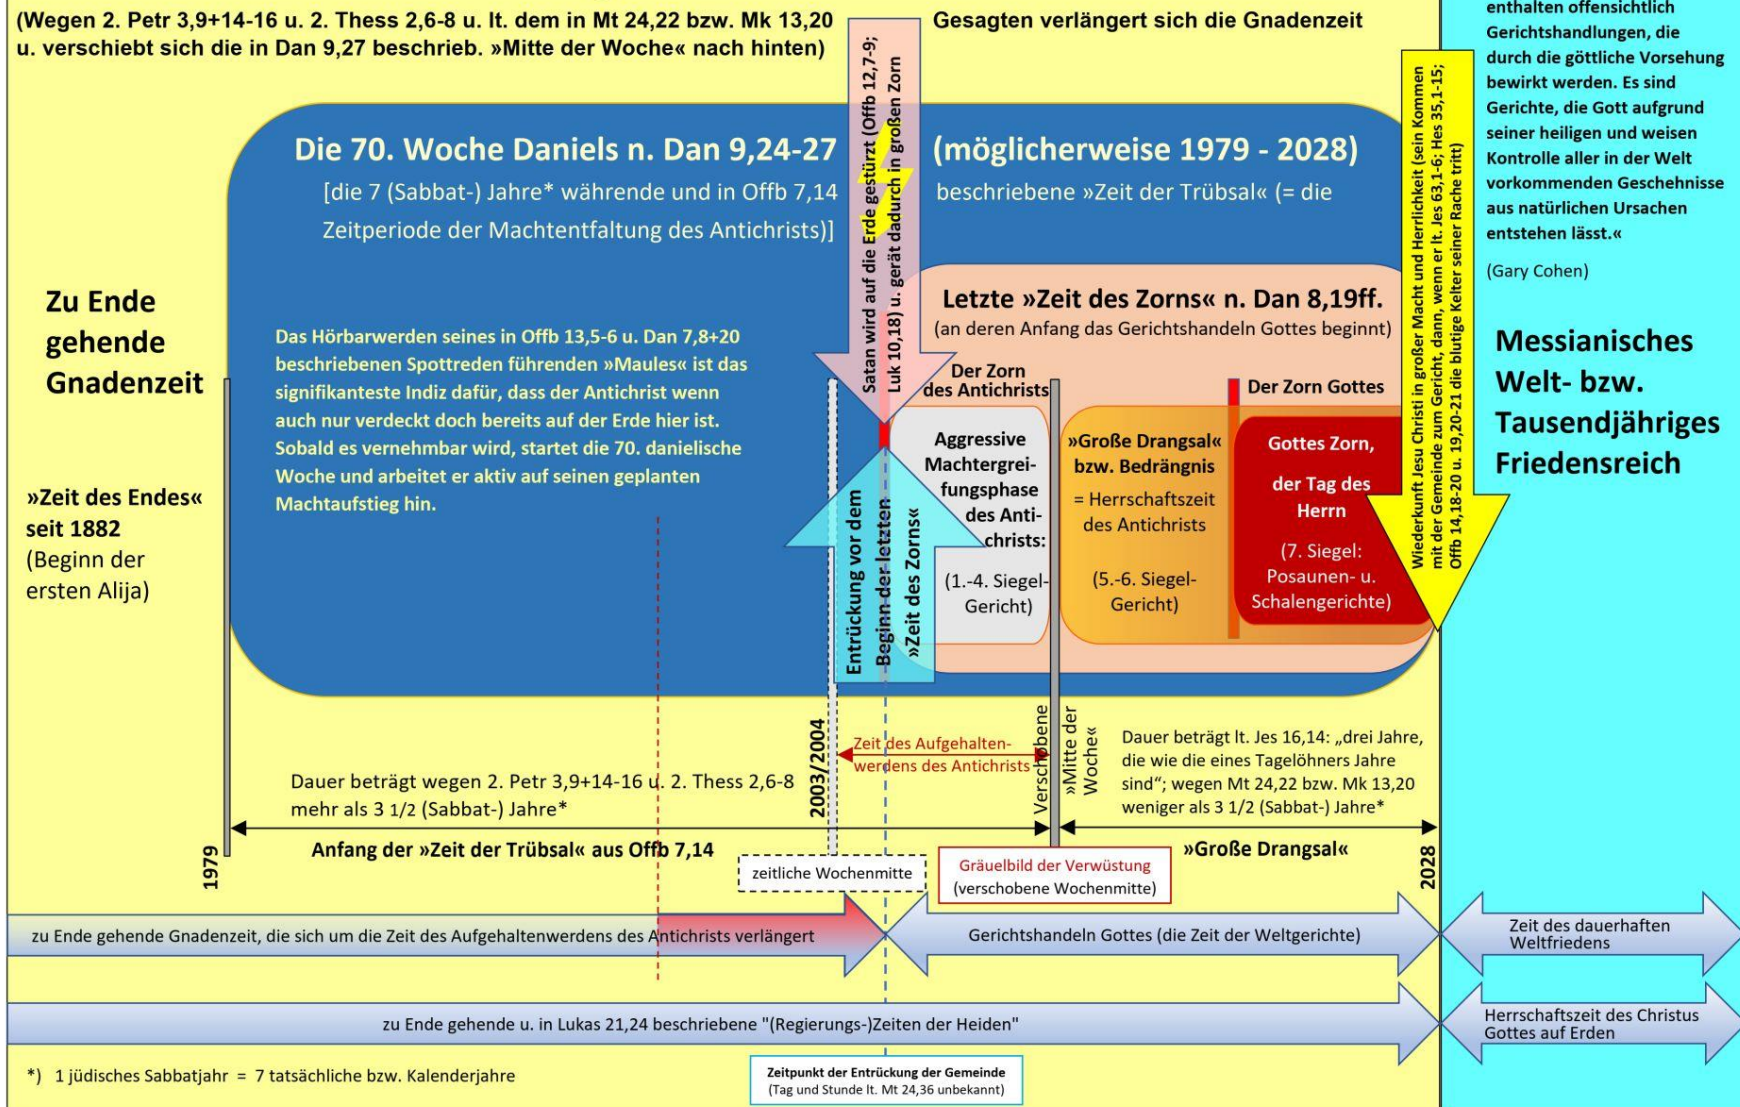 (Wegen 2. Petr 3,9+14-16 u. 2. Thess 2,6-8 u. lt. dem in Mt 24,22 bzw. Mk 13,20
u. verschiebt sich die in Dan 9,27 beschrieb. »Mitte der Woche« nach hinten)
Gesagten verlängert sich die Gnadenzeit
enthalten offensichtlich
Gerichtshandlungen, die
durch die göttliche Vorsehung
bewirkt werden. Es sind
Gerichte, die Gott aufgrund
seiner heiligen und weisen
Kontrolle aller in der Welt
vorkommenden Geschehnisse
aus natürlichen Ursachen
entstehen lässt.«
(Gary Cohen)
Die 70. Woche Daniels n. Dan 9,24-27
(möglicherweise 1979 - 2028)
[die 7 (Sabbat-) Jahre* währende und in Offb 7,14
beschriebene »Zeit der Trübsal« (= die
Zeitperiode der Machtentfaltung des Antichrists)]
Satan wird auf die Erde gestürzt (Offb 12,7-9;
Luk 10,18) u. gerät dadurch in großen Zorn
Wiederkunft Jesu Christi in großer Macht und Herrlichkeit (sein Kommen
mit der Gemeinde zum Gericht, dann, wenn er lt. Jes 63,1-6; Hes 35,1-15;
Offb 14,18-20 u. 19,20-21 die blutige Kelter seiner Rache tritt)
Zu Ende
gehende
Gnadenzeit
»Zeit des Endes«
seit 1882
(Beginn der
ersten Alija)
Das Hörbarwerden seines in Offb 13,5-6 u. Dan 7,8+20
beschriebenen Spottreden führenden »Maules« ist das
signifikanteste Indiz dafür, dass der Antichrist wenn
auch nur verdeckt doch bereits auf der Erde hier ist.
Sobald es vernehmbar wird, startet die 70. danielische
Woche und arbeitet er aktiv auf seinen geplanten
Machtaufstieg hin.
Letzte »Zeit des Zorns« n. Dan 8,19ff.
(an deren Anfang das Gerichtshandeln Gottes beginnt)
Der Zorn
des Antichrists
Der Zorn Gottes
Aggressive
Machtergrei-
fungsphase
des Anti-
christs:
(1.-4. Siegel-
Gericht)
»Große Drangsal«
bzw. Bedrängnis
= Herrschaftszeit
des Antichrists
(5.-6. Siegel-
Gericht)
Gottes Zorn,
der Tag des
Herrn
(7. Siegel:
Posaunen- u.
Schalengerichte)
Messianisches
Welt- bzw.
Tausendjähriges
Friedensreich
Entrückung vor dem
Beginn der letzten
»Zeit des Zorns«
Zeit des Aufgehalten-
werdens des Antichrists
Verschobene
»Mitte der
Woche«
Dauer beträgt lt. Jes 16,14: „drei Jahre,
die wie die eines Tagelöhners Jahre
sind“; wegen Mt 24,22 bzw. Mk 13,20
weniger als 3 1/2 (Sabbat-) Jahre*
Dauer beträgt wegen 2. Petr 3,9+14-16 u. 2. Thess 2,6-8
mehr als 3 1/2 (Sabbat-) Jahre*
2003/2004
1979
Anfang der »Zeit der Trübsal« aus Offb 7,14
»Große Drangsal«
2028
zeitliche Wochenmitte
Gräuelbild der Verwüstung
(verschobene Wochenmitte)
zu Ende gehende Gnadenzeit, die sich um die Zeit des Aufgehaltenwerdens des Antichrists verlängert
Gerichtshandeln Gottes (die Zeit der Weltgerichte)
Zeit des dauerhaften
Weltfriedens
zu Ende gehende u. in Lukas 21,24 beschriebene "(Regierungs-)Zeiten der Heiden"
Herrschaftszeit des Christus
Gottes auf Erden
*) 1 jüdisches Sabbatjahr = 7 tatsächliche bzw. Kalenderjahre
Zeitpunkt der Entrückung der Gemeinde
(Tag und Stunde lt. Mt 24,36 unbekannt)